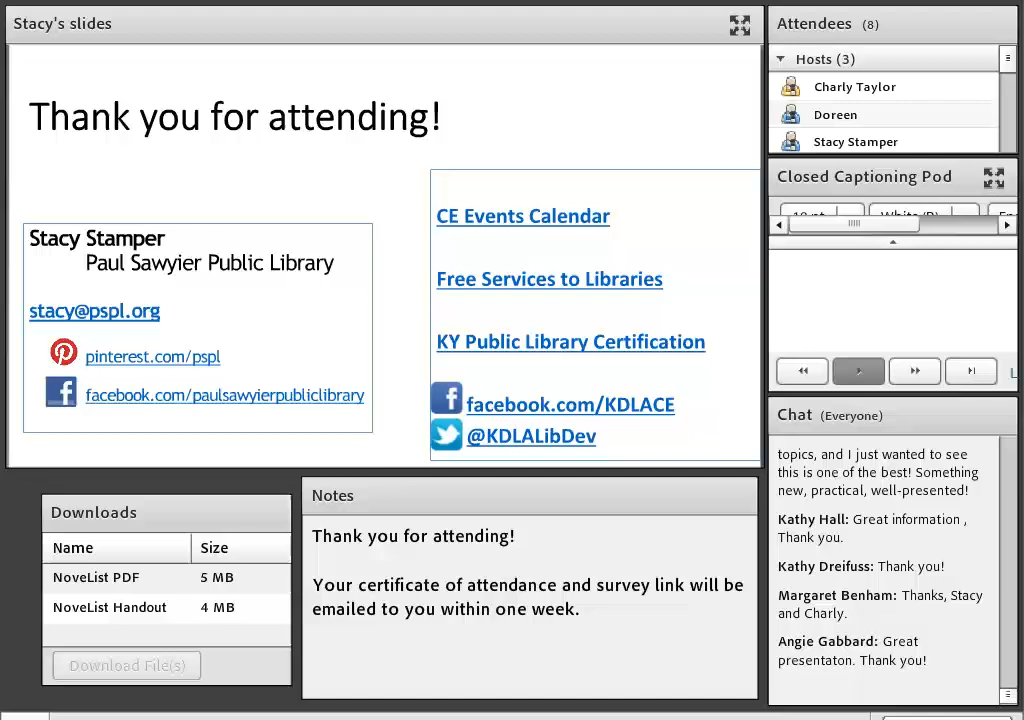 Stacy's slides
Thank you for attending!
Stacy Stamper
Paul Sawyier Public Library
stacy@pspl.org
pinterest.com/pspl
facebook.com/paulsawyierpubliclibrary
CE Events Calendar
Free Services to Libraries
KY Public Library Certification
facebook.com/KDLACE
@KDLALibDev
Attendees (8)
Hosts (3)
Charly Taylor
Doreen
Stacy Stamper
Closed Captioning Pod
Downloads
Name Size
NoveList PDF 5 MB
NoveList Handout 4 MB
Download File(s)
Notes
Thank you for attending!
Your certificate of attendance and survey link will be
emailed to you within one week.
Chat (Everyone)
topics, and I just wanted to see
this is one of the best! Something
new, practical, well-presented!
Kathy Hall: Great information ,
Thank you.
Kathy Dreifuss: Thank you!
Margaret Benham: Thanks, Stacy
and Charly.
Angie Gabbard: Great
presentaton. Thank you!